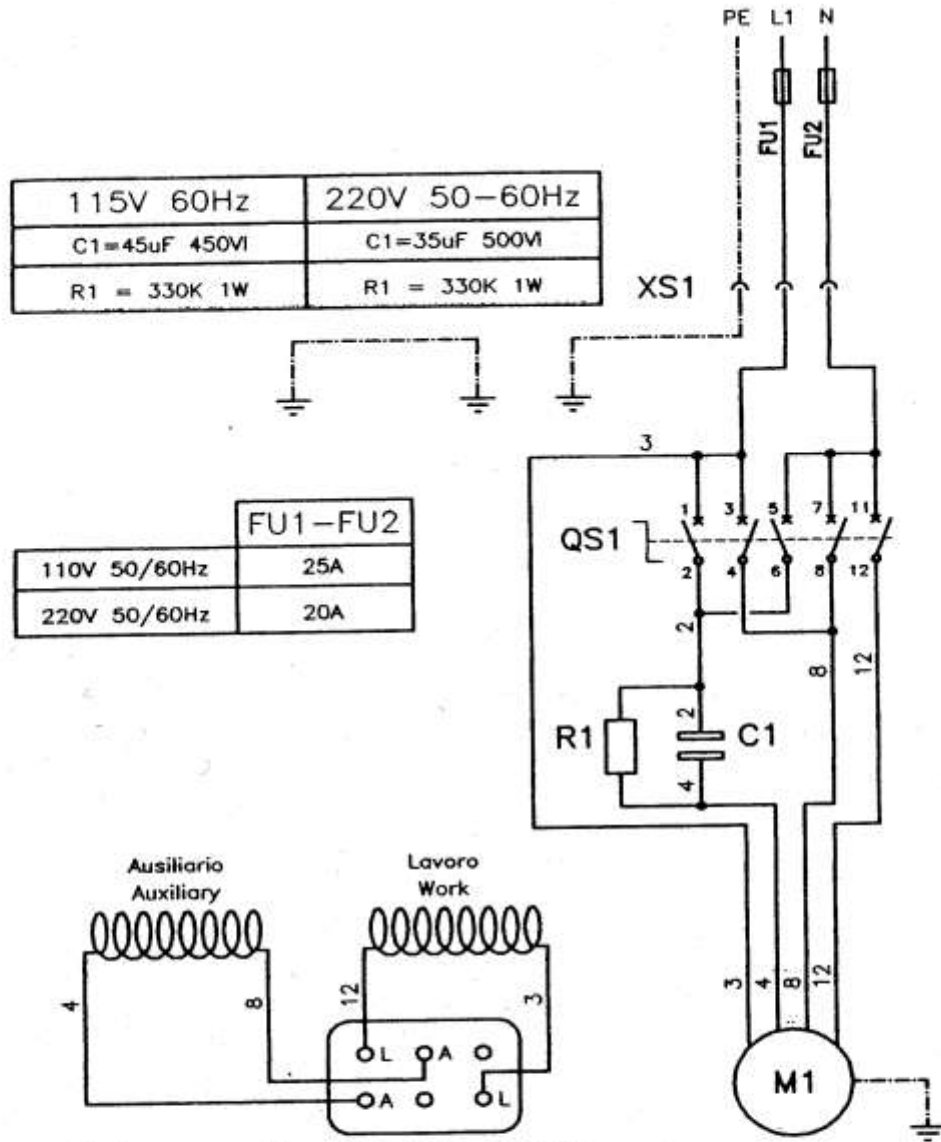 PE L1 N
FU1 FU2
115V 60Hz 220V 50-60Hz
C1=45uF 450Vl C1=35uF 500Vl
R1 = 330K 1W R1 = 330K 1W
XS1
3
FU1-FU2
110V 50/60Hz 25A
220V 50/60Hz 20A
QS1
1 3 5 7 11
2 4 6 8 12
2 8 12
R1 2 C1
4
Ausiliario
Auxiliary
Lavoro
Work
4 8 12 3
3 4 8 12
L A
A L
M1